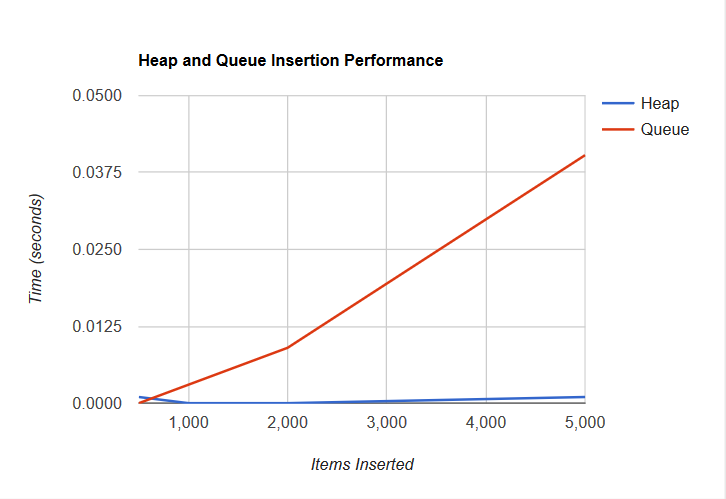 Heap and Queue Insertion Performance
0.0500
0.0375
0.0250
0.0125
0.0000
Time (seconds)
1,000 2,000 3,000 4,000 5,000
Items Inserted
Heap
Queue